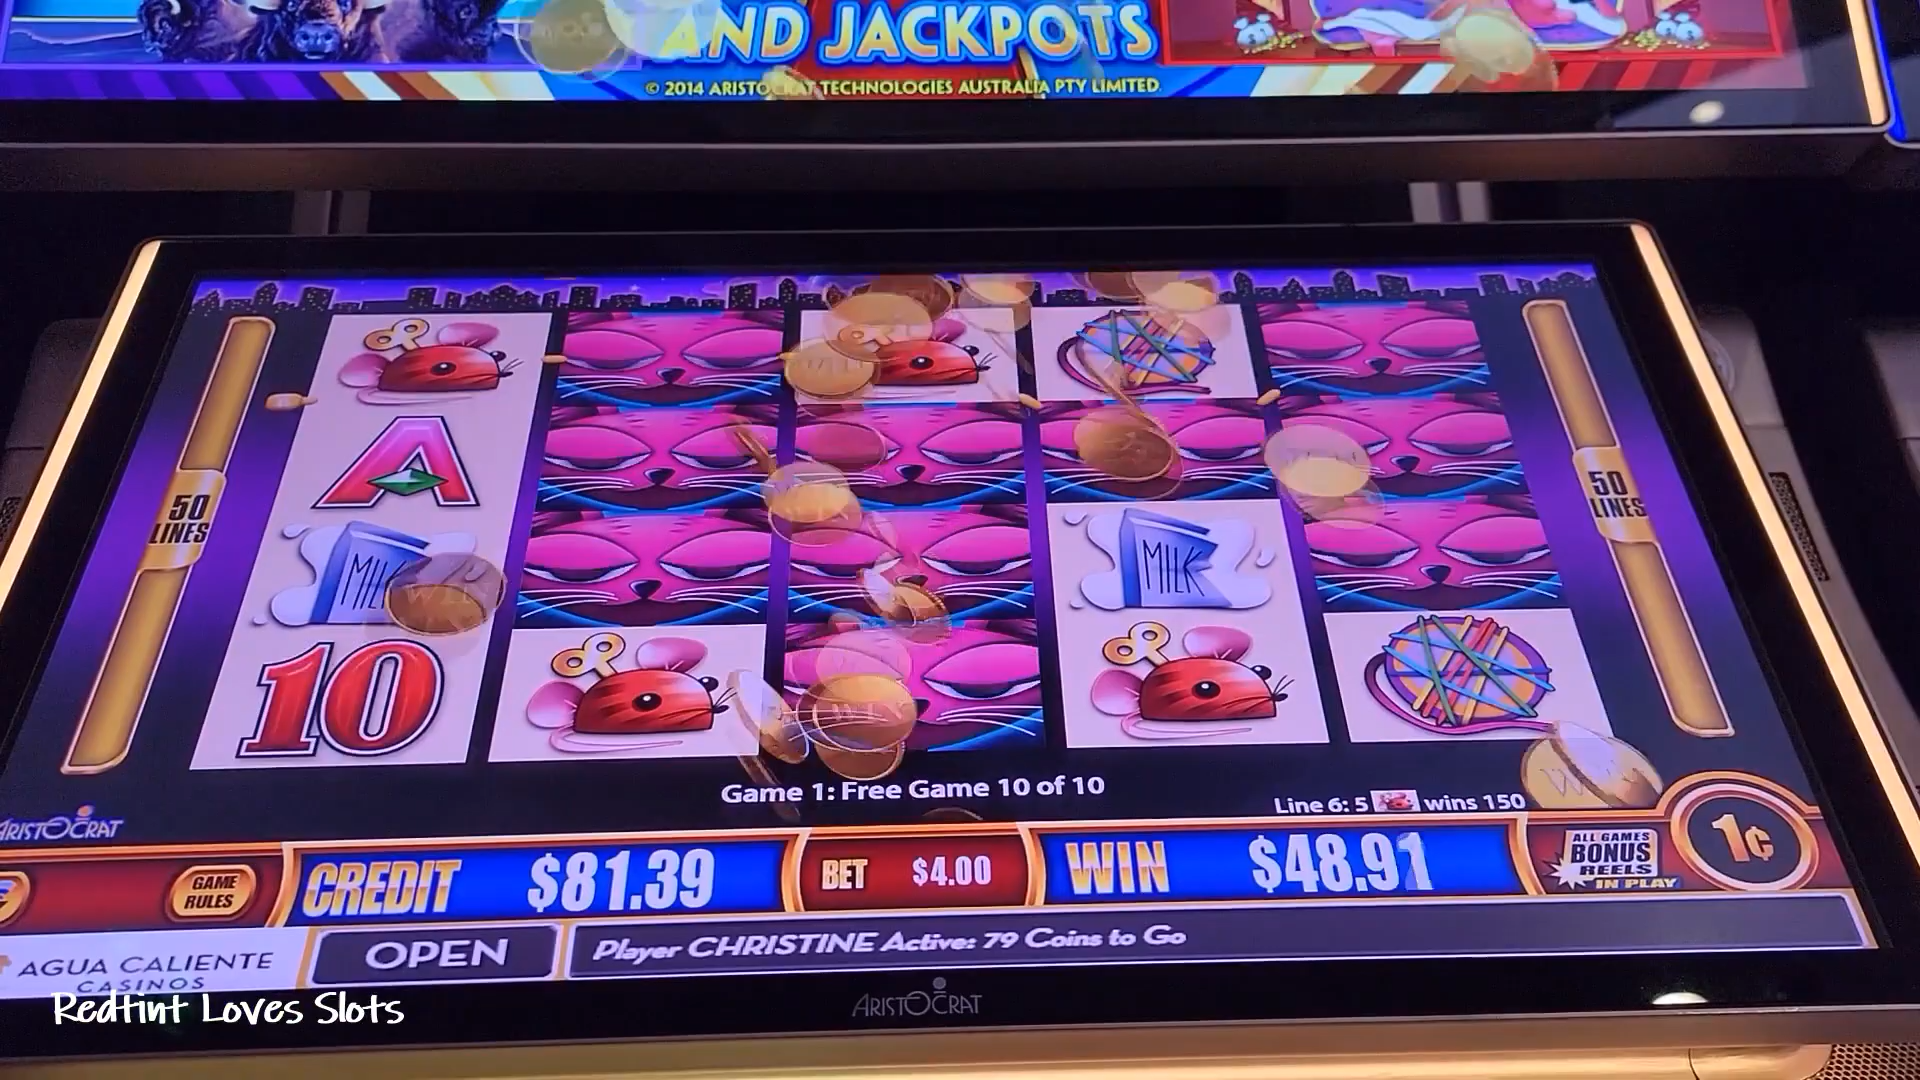 AND JACKPOTS
© 2014 ARISTOCRAT TECHNOLOGIES AUSTRALIA PTY LIMITED.
50 LINES
50 LINES
A
MILK
MILK
WIN
10
WIN
Game 1: Free Game 10 of 10
Line 6: 5 wins 150
ARISTOCRAT
GAME RULES
CREDIT $81.39
BET $4.00
WIN $48.91
ALL GAMES
BONUS
REELS
IN PLAY
1¢
AGUA CALIENTE
CASINOS
OPEN
Player CHRISTINE Active: 79 Coins to Go
Redtint Loves Slots
ARISTOCRAT